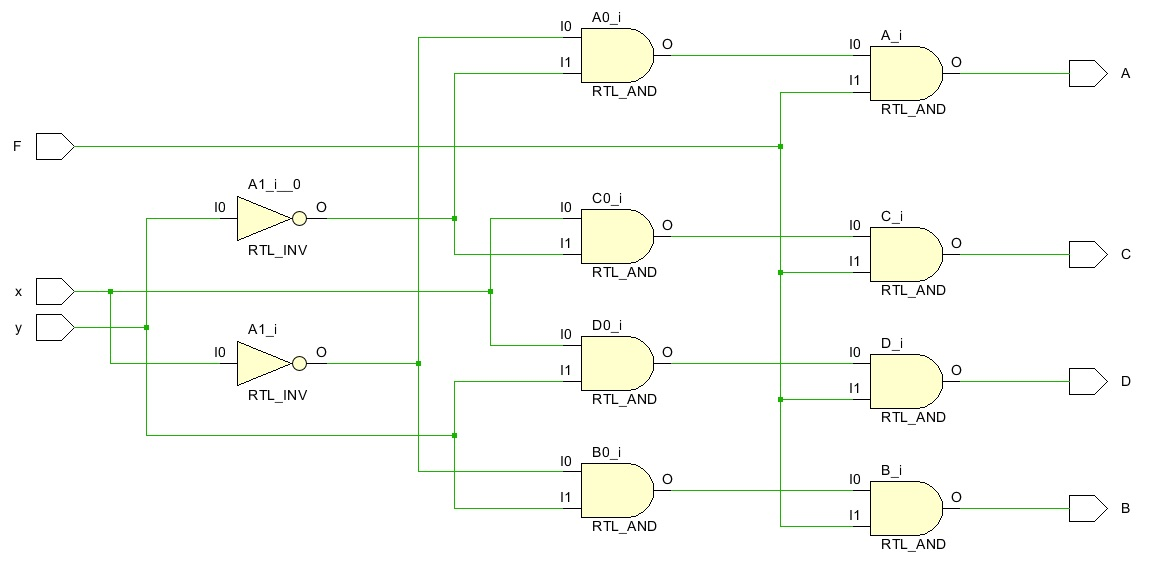 A0_i
I0 O
I1
RTL_AND
A_i
I0 O
I1
RTL_AND
A
F
A1_i__0
I0 O
RTL_INV
C0_i
I0 O
I1
RTL_AND
C_i
I0 O
I1
RTL_AND
C
x
y
A1_i
I0 O
RTL_INV
D0_i
I0 O
I1
RTL_AND
D_i
I0 O
I1
RTL_AND
D
B0_i
I0 O
I1
RTL_AND
B_i
I0 O
I1
RTL_AND
B